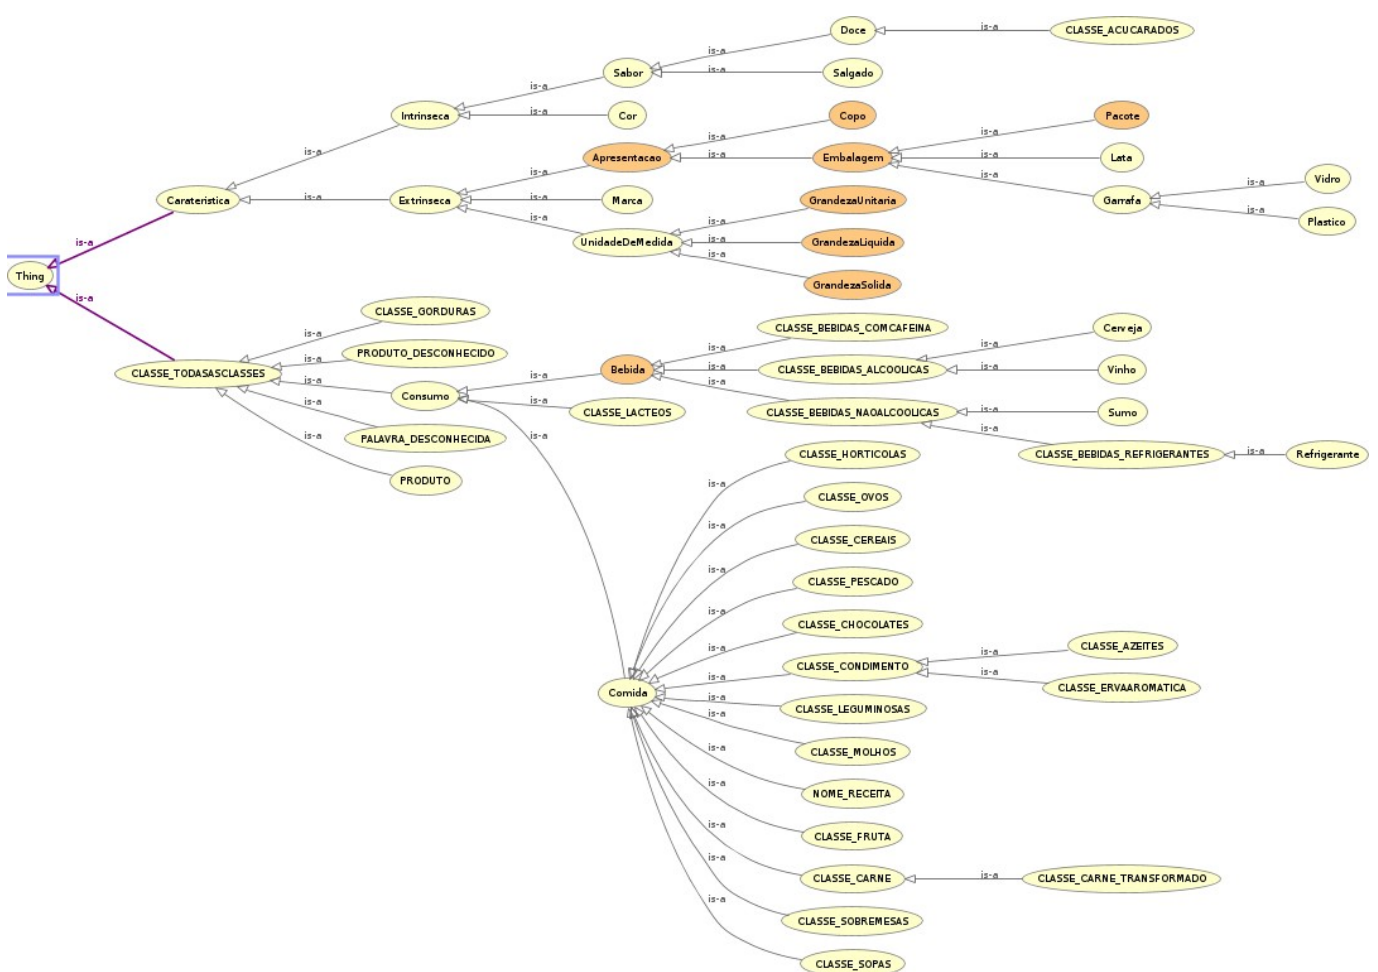 Doce
is-a
CLASSE_ACUCARADOS
is-a
Sabor
is-a
Salgado
is-a
Intrinseca
is-a
Cor
Copo
Pacote
is-a
is-a
is-a
Apresentacao
is-a
Embalagem
is-a
Lata
is-a
is-a
Vidro
Carateristica
is-a
Extrinseca
is-a
Marca
GrandezaUnitaria
Garrafa
is-a
is-a
is-a
Plastico
is-a
UnidadeDeMedida
is-a
GrandezaLiquida
is-a
Thing
GrandezaSolida
is-a
CLASSE_GORDURAS
is-a
CLASSE_BEBIDAS_COMCAFEINA
Cerveja
PRODUTO_DESCONHECIDO
is-a
is-a
is-a
CLASSE_TODASASCLASSES
is-a
Consumo
is-a
Bebida
is-a
CLASSE_BEBIDAS_ALCOOLICAS
is-a
Vinho
is-a
is-a
CLASSE_LACTEOS
is-a
CLASSE_BEBIDAS_NAOALCOOLICAS
is-a
Sumo
is-a
PALAVRA_DESCONHECIDA
is-a
is-a
CLASSE_BEBIDAS_REFRIGERANTES
is-a
Refrigerante
PRODUTO
CLASSE_HORTICOLAS
is-a
CLASSE_OVOS
is-a
CLASSE_CEREAIS
is-a
CLASSE_PESCADO
is-a
CLASSE_CHOCOLATES
is-a
CLASSE_AZEITES
is-a
CLASSE_CONDIMENTO
is-a
is-a
CLASSE_ERVAAROMATICA
Comida
is-a
CLASSE_LEGUMINOSAS
is-a
CLASSE_MOLHOS
is-a
NOME_RECEITA
is-a
CLASSE_FRUTA
is-a
CLASSE_CARNE
is-a
CLASSE_CARNE_TRANSFORMADO
is-a
CLASSE_SOBREMESAS
is-a
CLASSE_SOPAS